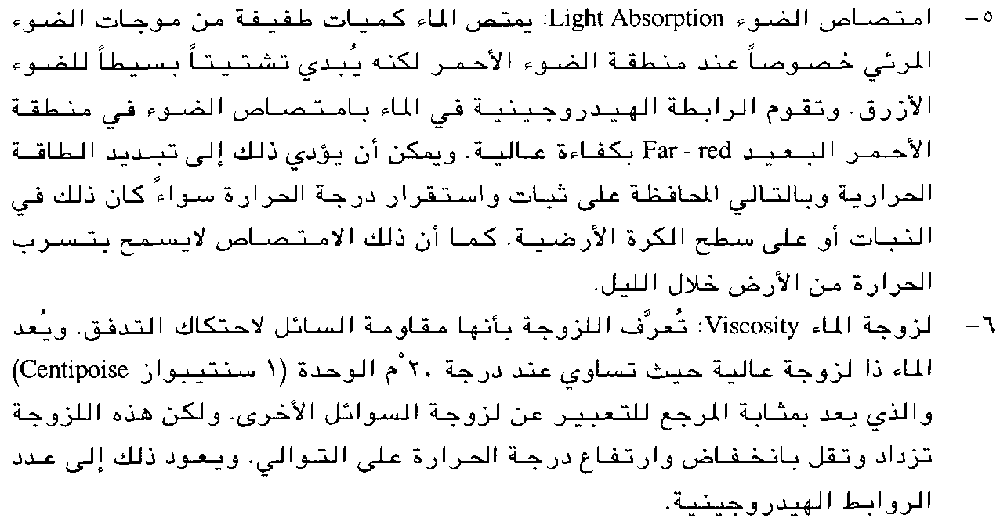 ٥- امتصاص الضوء Light Absorption: يمتص الماء كميات طفيفة من موجات الضوء
المرئي خصوصاً عند منطقة الضوء الأحمر لكنه يُبدي تشتيتاً بسيطاً للضوء
الأزرق. وتقوم الرابطة الهيدروجينية في الماء بامتصاص الضوء في منطقة
الأحمر البعيد Far - red بكفاءة عالية. ويمكن أن يؤدي ذلك إلى تبديد الطاقة
الحرارية وبالتالي المحافظة على ثبات واستقرار درجة الحرارة سواءً كان ذلك في
النبات أو على سطح الكرة الأرضية. كما أن ذلك الامتصاص لايسمح بتسرب
الحرارة من الأرض خلال الليل.
٦- لزوجة الماء Viscosity: تُعرَّف اللزوجة بأنها مقاومة السائل لاحتكاك التدفق. ويُعد
الماء ذا لزوجة عالية حيث تساوي عند درجة ٢٠°م الوحدة (١ سنتيبواز Centipoise)
والذي يعد بمثابة المرجع للتعبير عن لزوجة السوائل الأخرى. ولكن هذه اللزوجة
تزداد وتقل بانخفاض وارتفاع درجة الحرارة على التوالي. ويعود ذلك إلى عدد
الروابط الهيدروجينية.